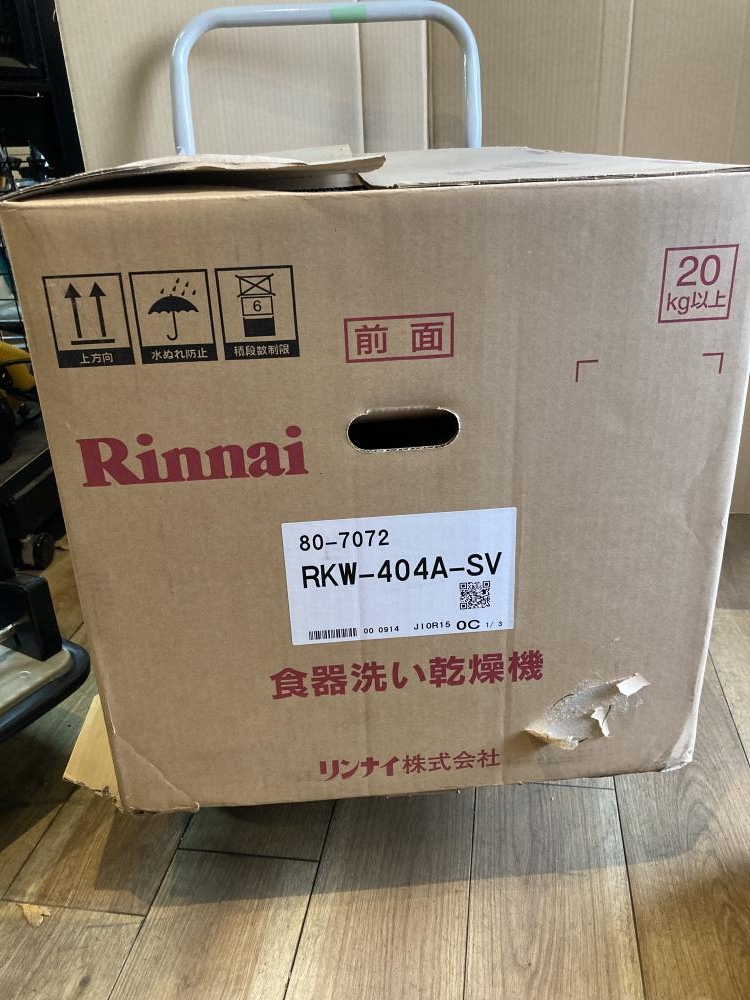 20
kg以上
6
上方向
水ぬれ防止
積段数制限
前面
Rinnai
80-7072
RKW-404A-SV
00 0914 J10R15 0C 1/3
食器洗い乾燥機
リンナイ株式会社